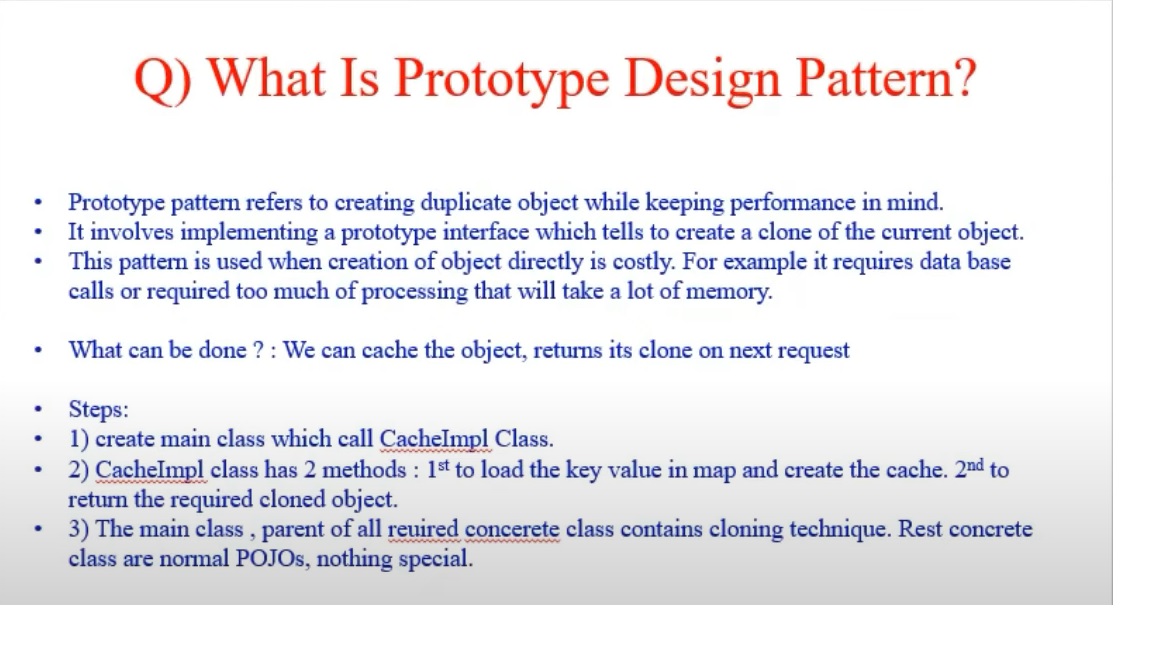 Q) What Is Prototype Design Pattern?
• Prototype pattern refers to creating duplicate object while keeping performance in mind.
• It involves implementing a prototype interface which tells to create a clone of the current object.
• This pattern is used when creation of object directly is costly. For example it requires data base
calls or required too much of processing that will take a lot of memory.
• What can be done ? : We can cache the object, returns its clone on next request
• Steps:
• 1) create main class which call CacheImpl Class.
• 2) CacheImpl class has 2 methods : 1st to load the key value in map and create the cache. 2nd to
return the required cloned object.
• 3) The main class , parent of all reuired concerete class contains cloning technique. Rest concrete
class are normal POJOs, nothing special.